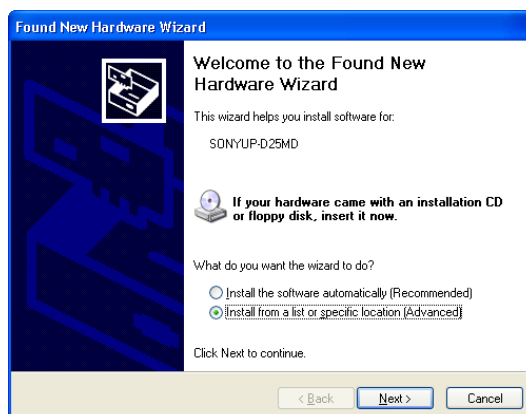 Found New Hardware Wizard
Welcome to the Found New
Hardware Wizard
This wizard helps you install software for:
SONYUP-D25MD
If your hardware came with an installation CD
or floppy disk, insert it now.
What do you want the wizard to do?
Install the software automatically (Recommended)
Install from a list or specific location (Advanced)
Click Next to continue.
< Back
Next >
Cancel